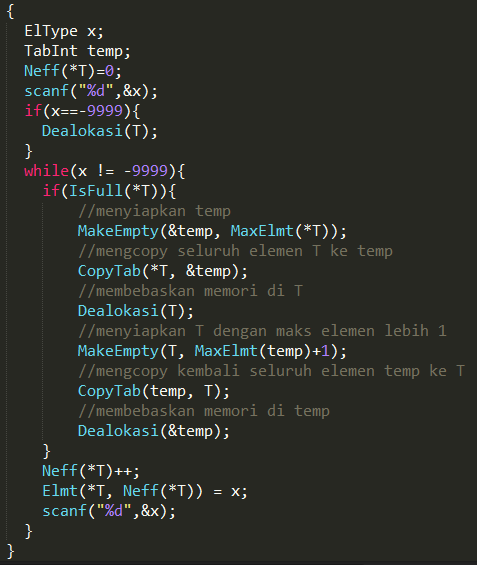 {
  ElType x;
  TabInt temp;
  Neff(*T)=0;
  scanf("%d",&x);
  if(x==-9999){
    Dealokasi(T);
  }
  while(x != -9999){
    if(IsFull(*T)){
        //menyiapkan temp
        MakeEmpty(&temp, MaxElmt(*T));
        //mengcopy seluruh elemen T ke temp
        CopyTab(*T, &temp);
        //membebaskan memori di T
        Dealokasi(T);
        //menyiapkan T dengan maks elemen lebih 1
        MakeEmpty(T, MaxElmt(temp)+1);
        //mengcopy kembali seluruh elemen temp ke T
        CopyTab(temp, T);
        //membebaskan memori di temp
        Dealokasi(&temp);
    }
    Neff(*T)++;
    Elmt(*T, Neff(*T)) = x;
    scanf("%d",&x);
  }
}